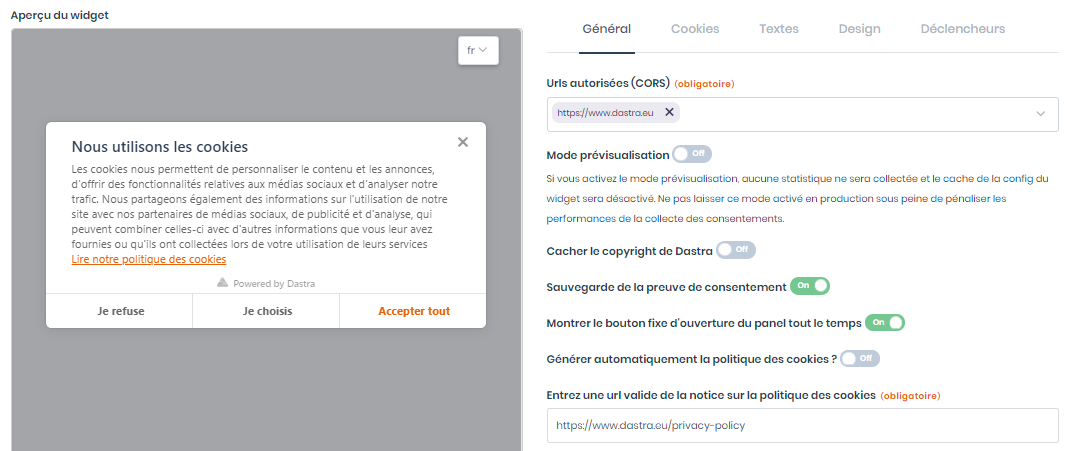 Aperçu du widget
fr
Nous utilisons les cookies
Les cookies nous permettent de personnaliser le contenu et les annonces,
d'offrir des fonctionnalités relatives aux médias sociaux et d'analyser notre
trafic. Nous partageons également des informations sur l'utilisation de notre
site avec nos partenaires de médias sociaux, de publicité et d'analyse, qui
peuvent combiner celles-ci avec d'autres informations que vous leur avez
fournies ou qu'ils ont collectées lors de votre utilisation de leurs services
Lire notre politique des cookies
Powered by Dastra
Je refuse
Je choisis
Accepter tout
Général
Cookies
Textes
Design
Déclencheurs
Urls autorisées (CORS) (obligatoire)
https://www.dastra.eu
Mode prévisualisation Off
Si vous activez le mode prévisualisation, aucune statistique ne sera collectée et le cache de la config du
widget sera désactivé. Ne pas laisser ce mode activé en production sous peine de pénaliser les
performances de la collecte des consentements.
Cacher le copyright de Dastra Off
Sauvegarde de la preuve de consentement On
Montrer le bouton fixe d'ouverture du panel tout le temps On
Générer automatiquement la politique des cookies ? Off
Entrez une url valide de la notice sur la politique des cookies (obligatoire)
https://www.dastra.eu/privacy-policy